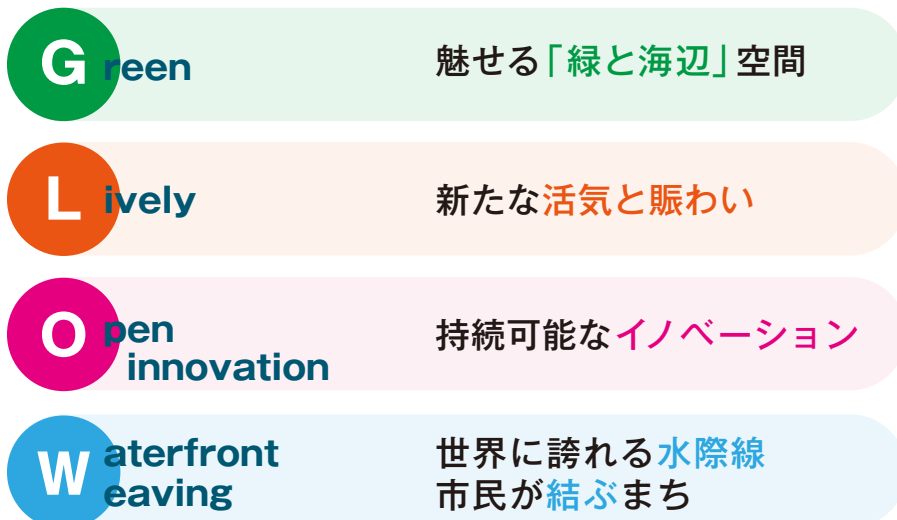 Green
魅せる「緑と海辺」空間
Lively
新たな活気と賑わい
Open
innovation
持続可能なイノベーション
Waterfront
Weaving
世界に誇れる水際線
市民が結ぶまち